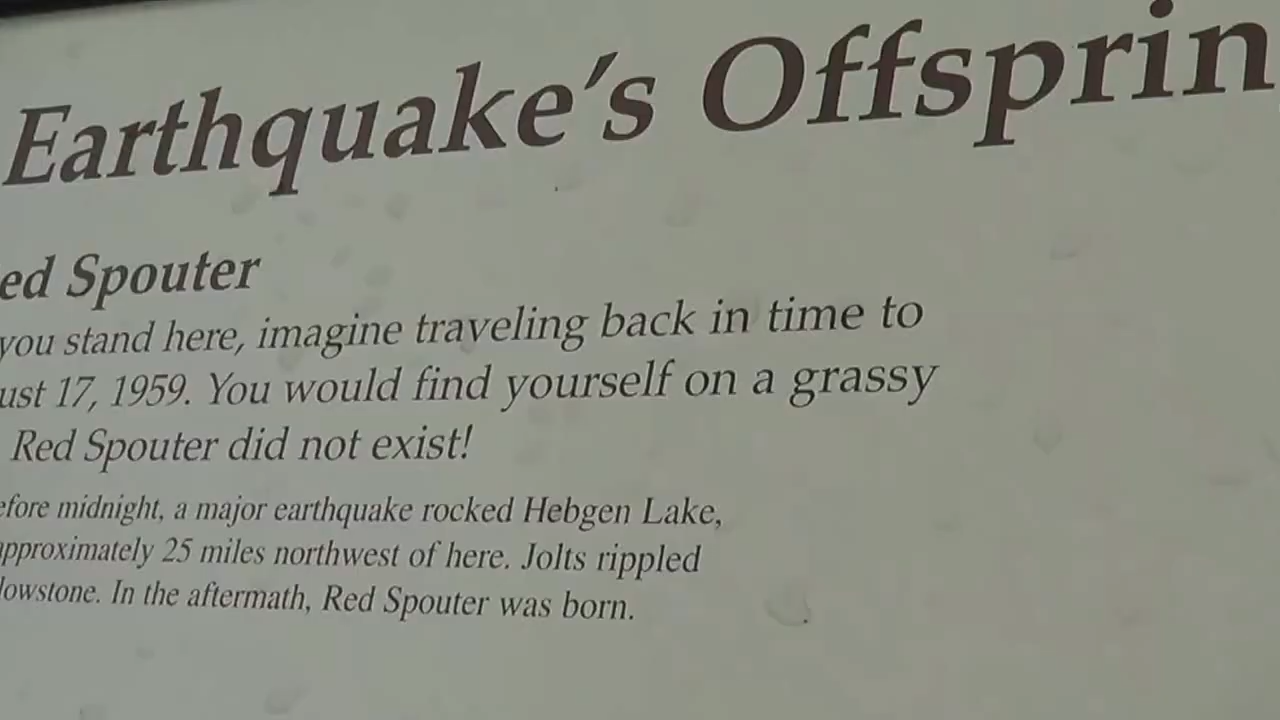 Earthquake's Offsprin
ed Spouter
you stand here, imagine traveling back in time to
ust 17, 1959. You would find yourself on a grassy
Red Spouter did not exist!
efore midnight, a major earthquake rocked Hebgen Lake,
approximately 25 miles northwest of here. Jolts rippled
lowstone. In the aftermath, Red Spouter was born.